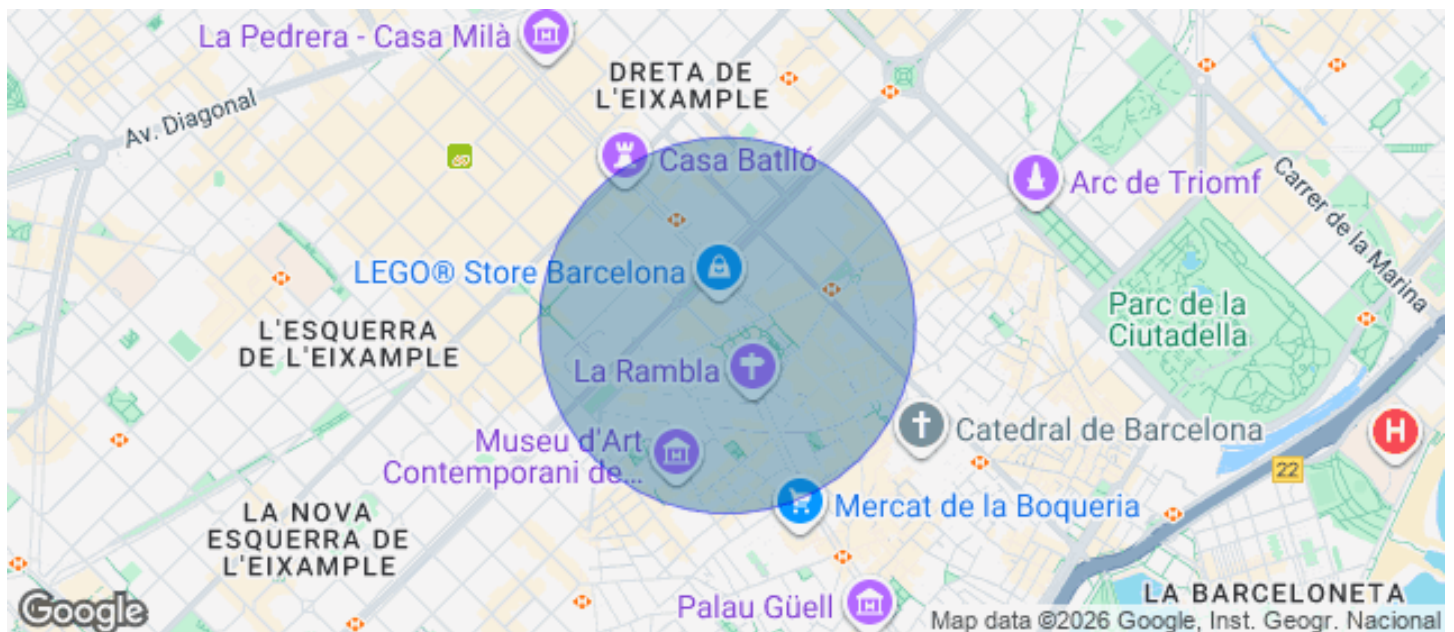 La Pedrera - Casa Milà
DRETA DE
L'EIXAMPLE
Av. Diagonal
Casa Batlló
Arc de Triomf
Carrer de la Marina
LEGO® Store Barcelona
L'ESQUERRA
DE L'EIXAMPLE
Parc de la
Ciutadella
La Rambla
Museu d'Art
Contemporani de...
Catedral de Barcelona
H
22
Mercat de la Boqueria
LA NOVA
ESQUERRA DE
L'EIXAMPLE
Palau Güell
LA BARCELONETA
Google
Map data ©2026 Google, Inst. Geogr. Nacional